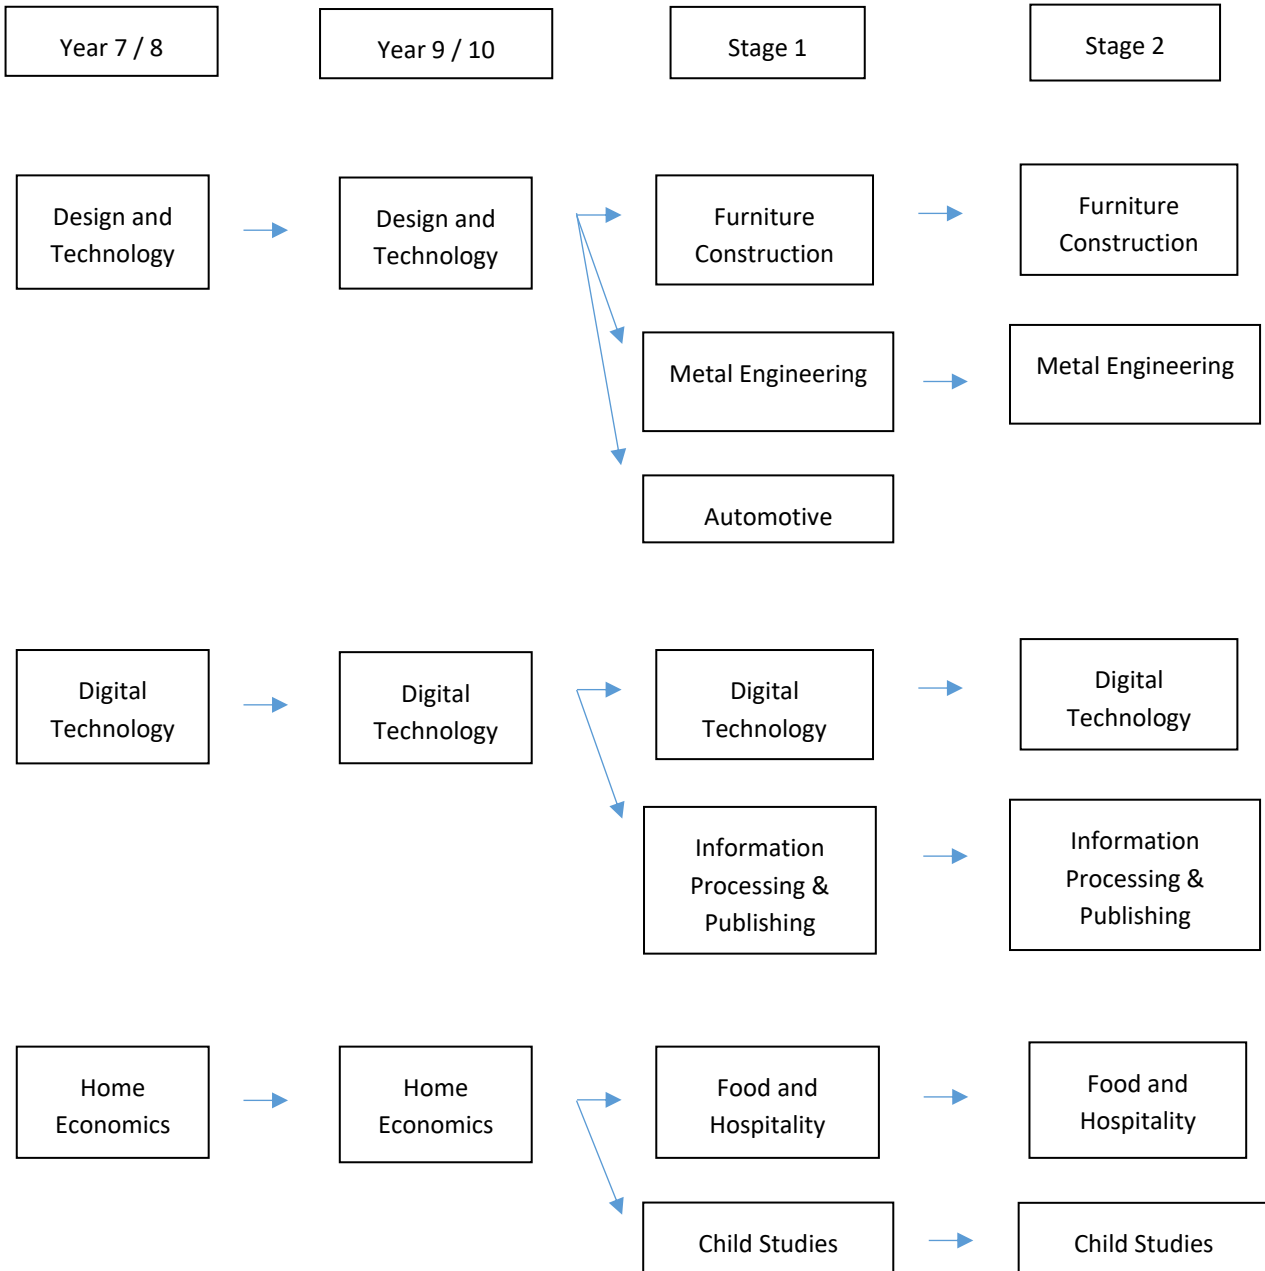 Year 7 / 8
Year 9 / 10
Stage 1
Stage 2
Design and
Technology
Design and
Technology
Furniture
Construction
Furniture
Construction
Metal Engineering
Metal Engineering
Automotive
Digital
Technology
Digital
Technology
Digital
Technology
Digital
Technology
Information
Processing &
Publishing
Information
Processing &
Publishing
Home
Economics
Home
Economics
Food and
Hospitality
Food and
Hospitality
Child Studies
Child Studies